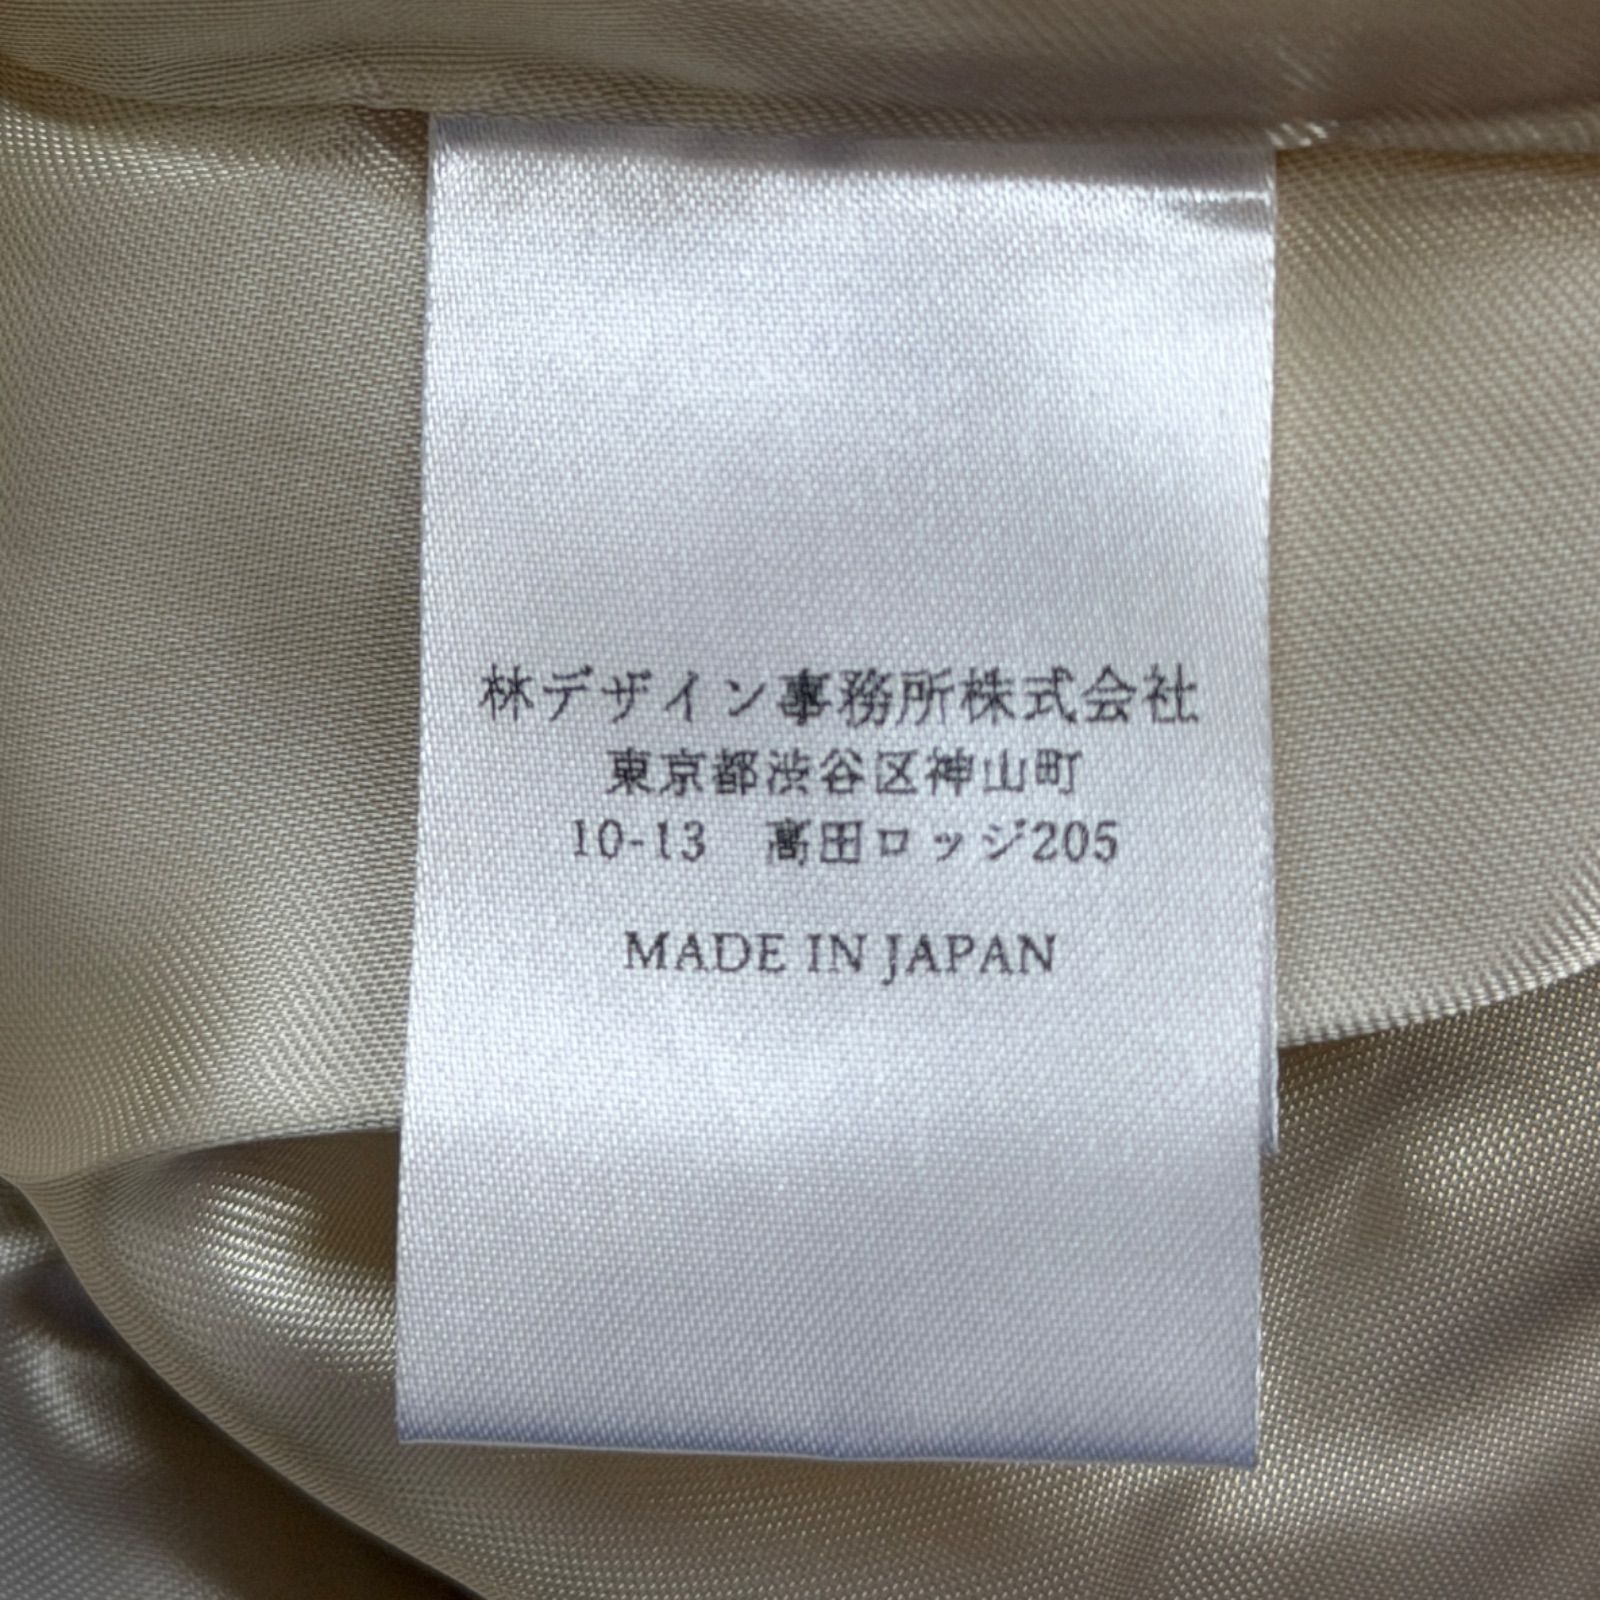 林デザイン事務所株式会社
東京都渋谷区神山町
10-13　髙田ロッジ205
MADE IN JAPAN